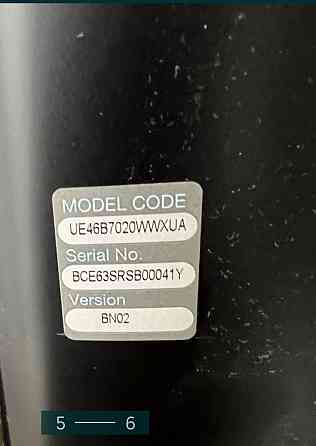 MODEL CODE
UE46B7020WWXUA
Serial No.
BCE63SRSB00041Y
Version
BN02
5 — 6